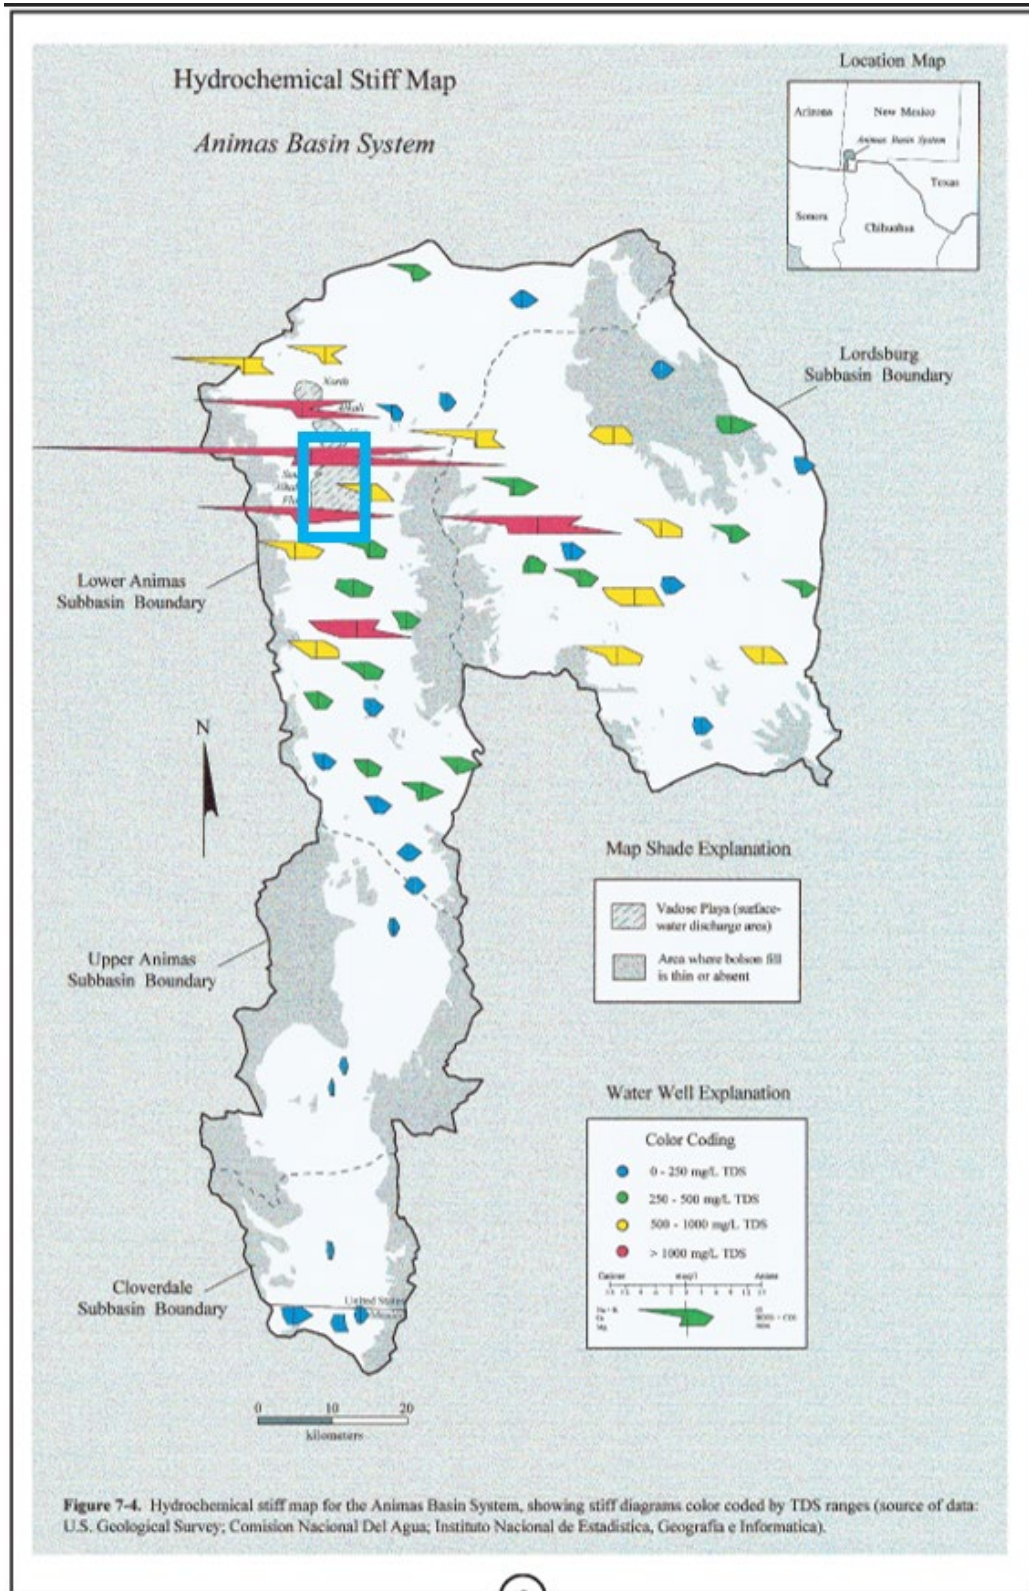 Hydrochemical Stiff Map
Animas Basin System
Location Map
Arizona
New Mexico
Animas Basin System
Texas
Sonora
Chihuahua
Lordsburg
Subbasin Boundary
North
Lower Animas
Subbasin Boundary
N
Map Shade Explanation
Vadose Playa (surface-
water discharge area)
Area where bolson fill
is thin or absent
Upper Animas
Subbasin Boundary
Water Well Explanation
Color Coding
0 - 250 mg/L TDS
250 - 500 mg/L TDS
500 - 1000 mg/L TDS
> 1000 mg/L TDS
Cloverdale
Subbasin Boundary
United States
Mexico
0 10 20
kilometers
Figure 7-4. Hydrochemical stiff map for the Animas Basin System, showing stiff diagrams color coded by TDS ranges (source of data:
U.S. Geological Survey; Comision Nacional Del Agua; Instituto Nacional de Estadistica, Geografia e Informatica).